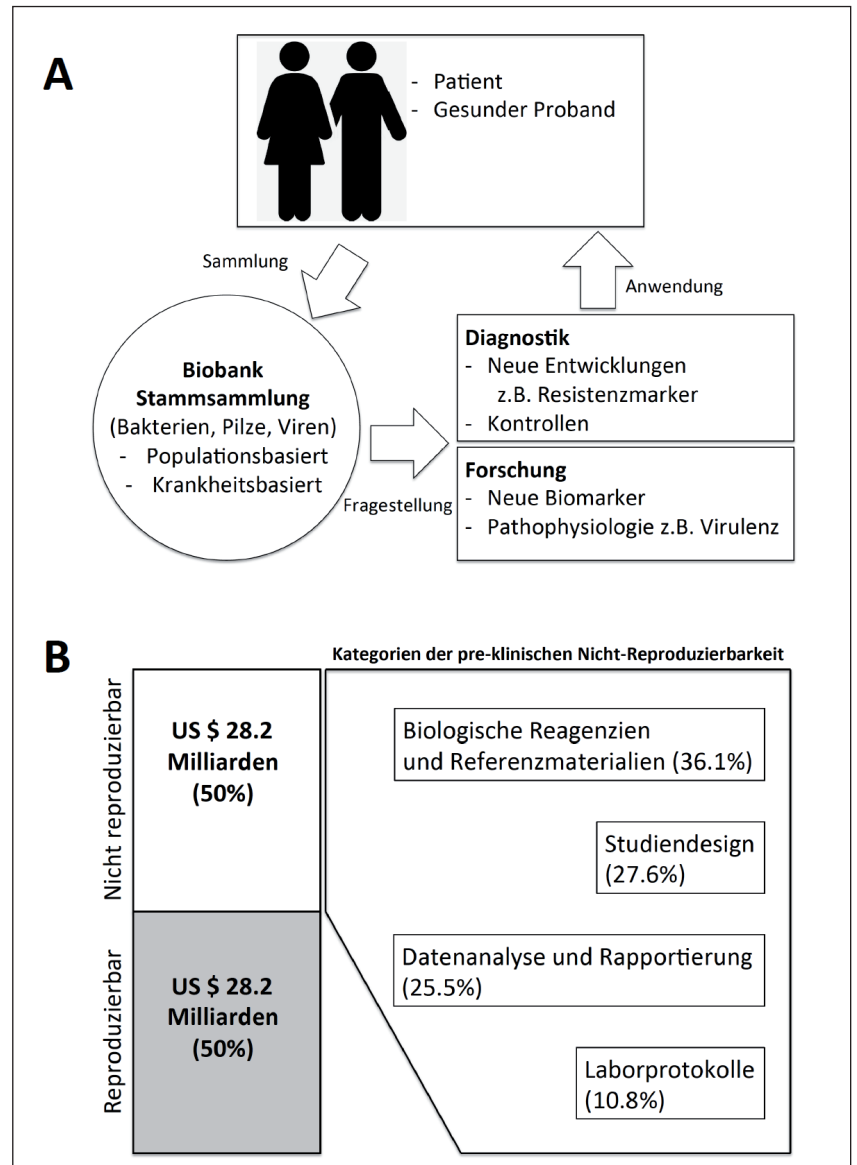 A
- Patient
- Gesunder Proband
Sammlung
Anwendung
Biobank
Stammsammlung
(Bakterien, Pilze, Viren)
- Populationsbasiert
- Krankheitsbasiert
Fragestellung
Diagnostik
- Neue Entwicklungen
z.B. Resistenzmarker
- Kontrollen
Forschung
- Neue Biomarker
- Pathophysiologie z.B. Virulenz
B
Kategorien der pre-klinischen Nicht-Reproduzierbarkeit
Nicht reproduzierbar
US $ 28.2
Milliarden
(50%)
Biologische Reagenzien
und Referenzmaterialien (36.1%)
Studiendesign
(27.6%)
Reproduzierbar
US $ 28.2
Milliarden
(50%)
Datenanalyse und Rapportierung
(25.5%)
Laborprotokolle
(10.8%)